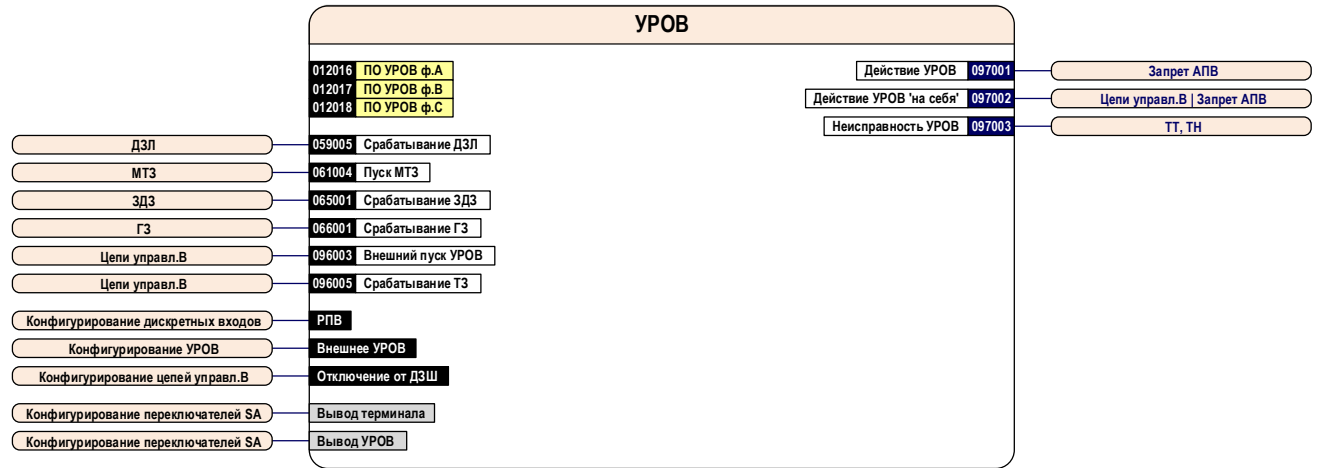 УРОВ
012016 ПО УРОВ ф.А
012017 ПО УРОВ ф.В
012018 ПО УРОВ ф.С
Действие УРОВ 097001 Запрет АПВ
Действие УРОВ 'на себя' 097002 Цепи управл.В | Запрет АПВ
Неисправность УРОВ 097003 ТТ, ТН
ДЗЛ 059005 Срабатывание ДЗЛ
МТЗ 061004 Пуск МТЗ
ЗДЗ 065001 Срабатывание ЗДЗ
ГЗ 066001 Срабатывание ГЗ
Цепи управл.В 096003 Внешний пуск УРОВ
Цепи управл.В 096005 Срабатывание ТЗ
Конфигурирование дискретных входов РПВ
Конфигурирование УРОВ Внешнее УРОВ
Конфигурирование цепей управл.В Отключение от ДЗШ
Конфигурирование переключателей SA Вывод терминала
Конфигурирование переключателей SA Вывод УРОВ